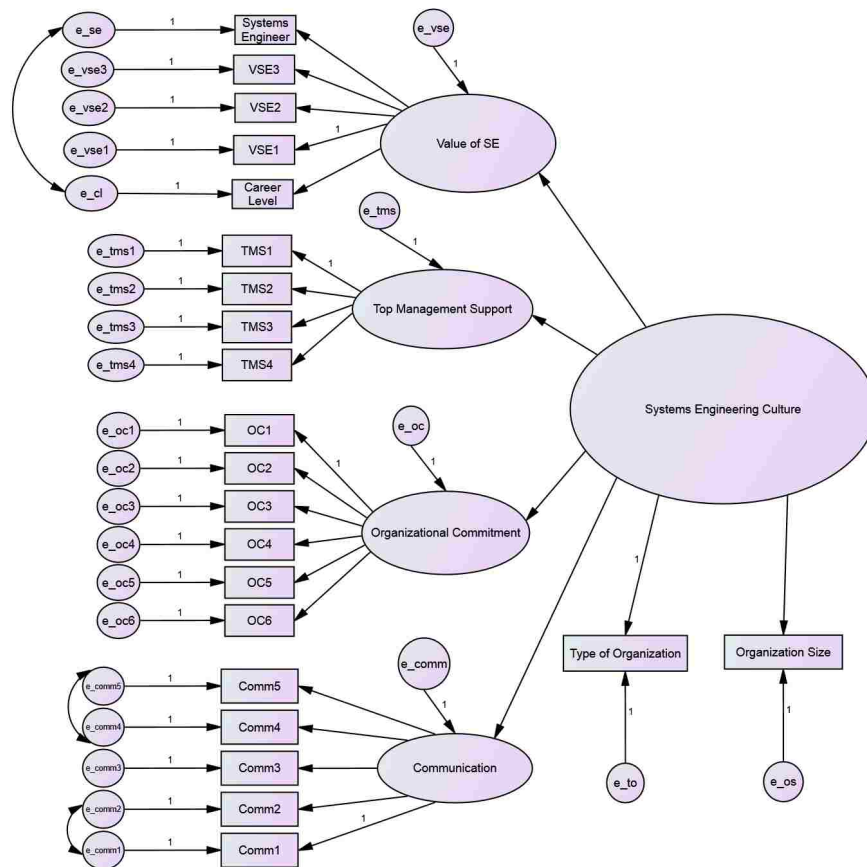 e_se
1
Systems
Engineer
e_vse
1
e_vse3
1
VSE3
e_vse2
1
VSE2
Value of SE
e_vse1
1
VSE1
1
e_cl
1
Career
Level
e_tms
1
e_tms1
1
TMS1
1
e_tms2
1
TMS2
Top Management Support
e_tms3
1
TMS3
e_tms4
1
TMS4
Systems Engineering Culture
e_oc1
1
OC1
e_oc
1
1
e_oc2
1
OC2
e_oc3
1
OC3
Organizational Commitment
e_oc4
1
OC4
e_oc5
1
OC5
e_oc6
1
OC6
1
Type of Organization
Organization Size
e_comm
1
e_comm5
1
Comm5
e_comm4
1
Comm4
1
1
e_comm3
1
Comm3
Communication
e_to
e_os
e_comm2
1
Comm2
1
e_comm1
1
Comm1